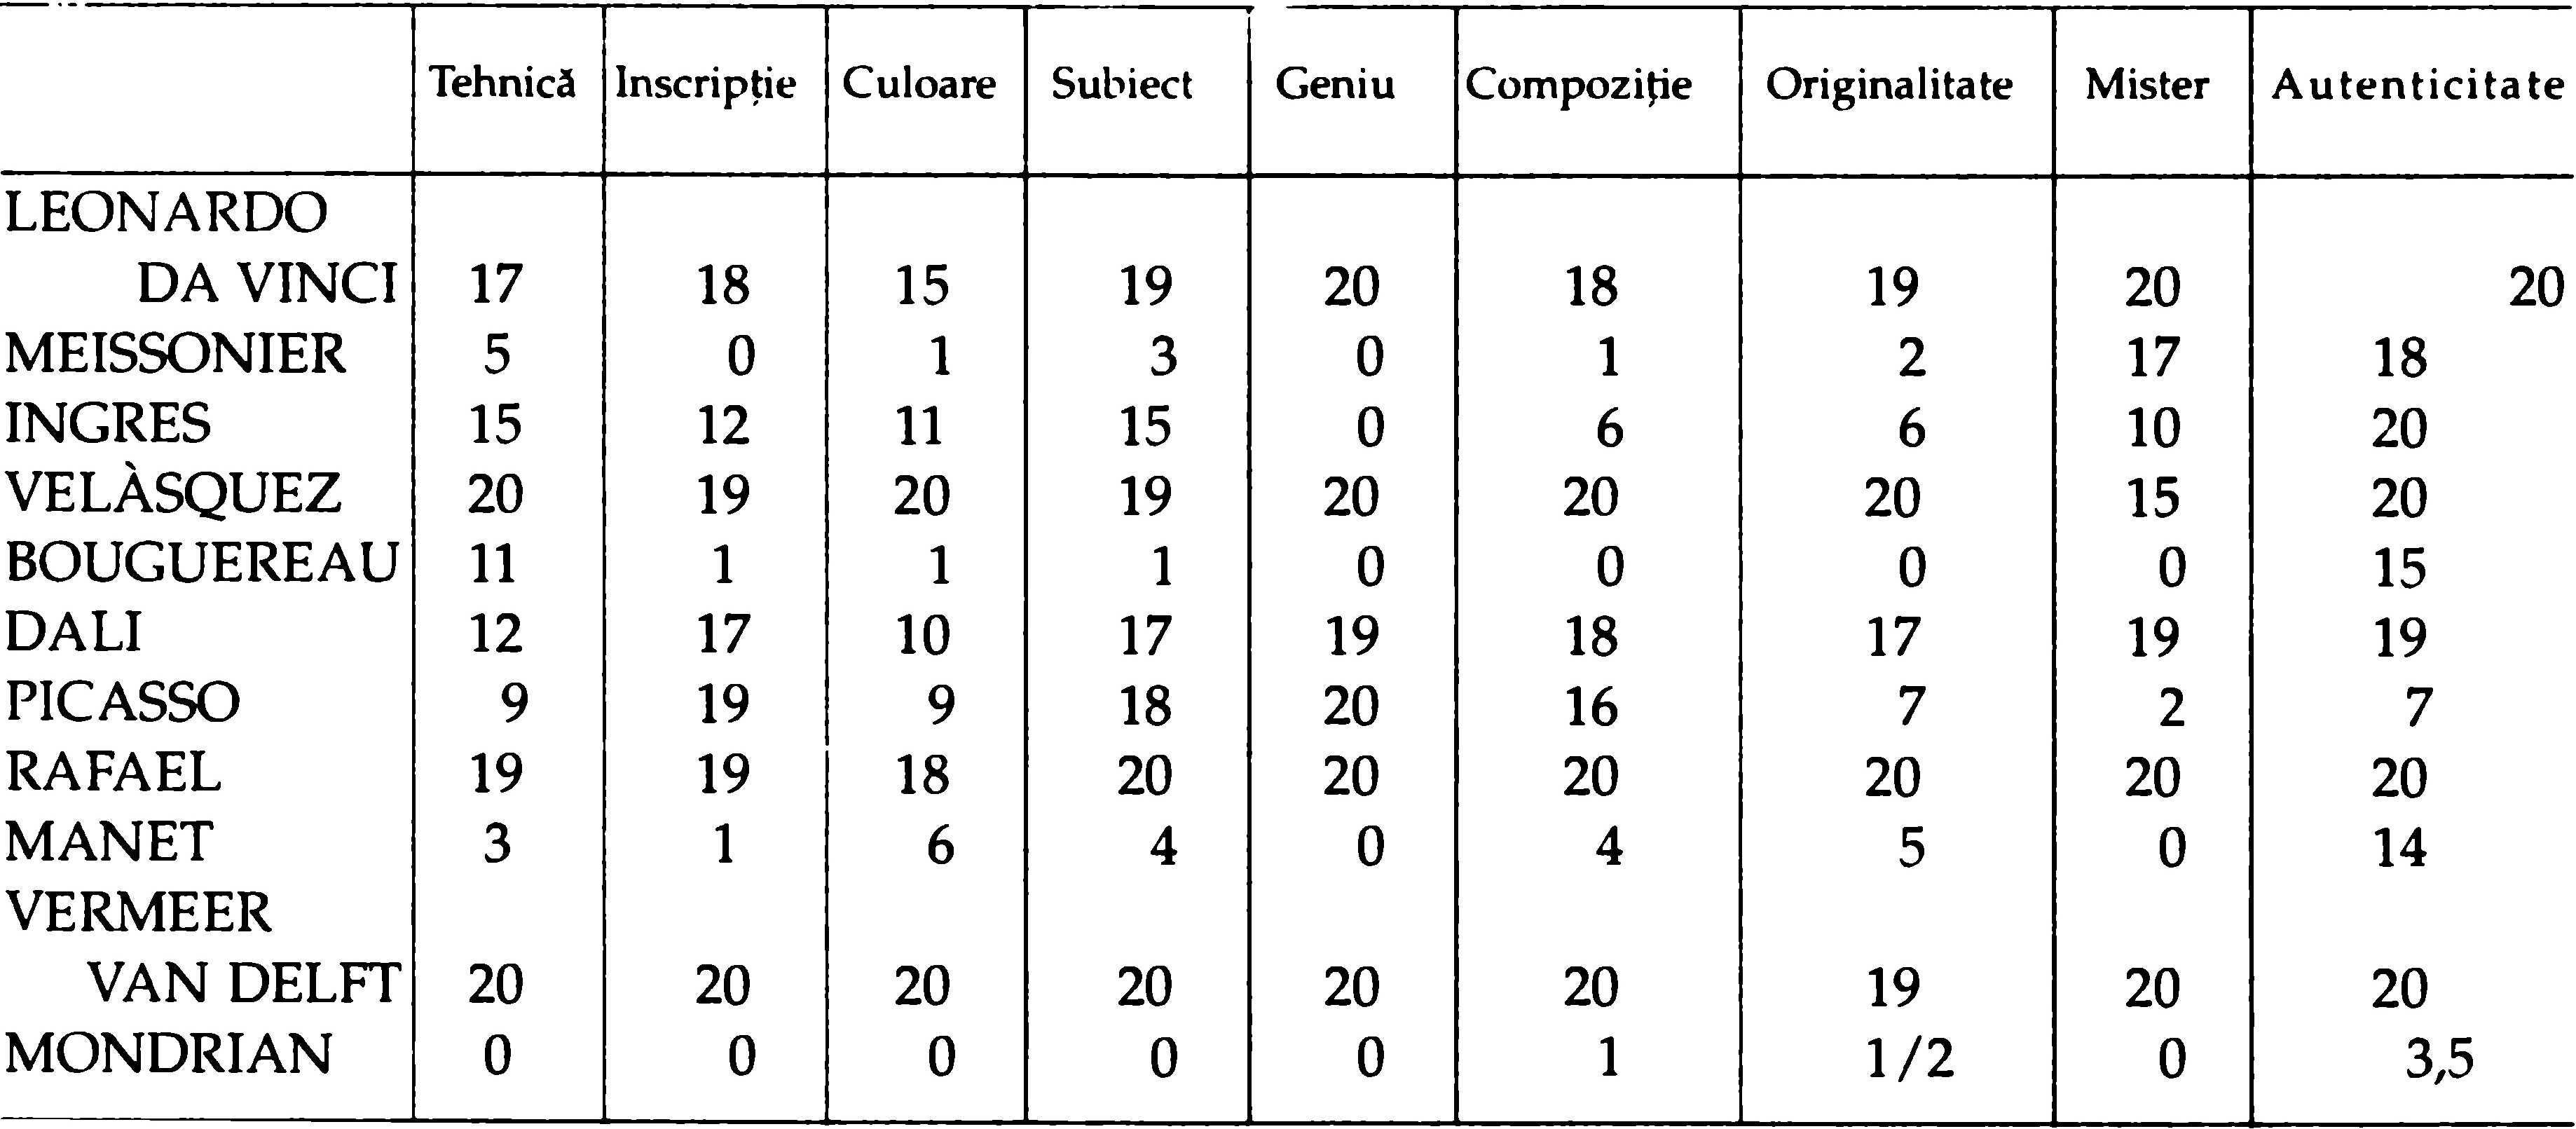 Tehnică Inscripție Culoare Subiect Geniu Compoziție Originalitate Mister Autenticitate
LEONARDO
DA VINCI 17 18 15 19 20 18 19 20 20
MEISSONIER 5 0 1 3 0 1 2 17 18
INGRES 15 12 11 15 0 6 6 10 20
VELÀSQUEZ 20 19 20 19 20 20 20 15 20
BOUGUEREAU 11 1 1 1 0 0 0 0 15
DALI 12 17 10 17 19 18 17 19 19
PICASSO 9 19 9 18 20 16 7 2 7
RAFAEL 19 19 18 20 20 20 20 20 20
MANET 3 1 6 4 0 4 5 0 14
VERMEER
VAN DELFT 20 20 20 20 20 20 19 20 20
MONDRIAN 0 0 0 0 0 1 1/2 0 3,5